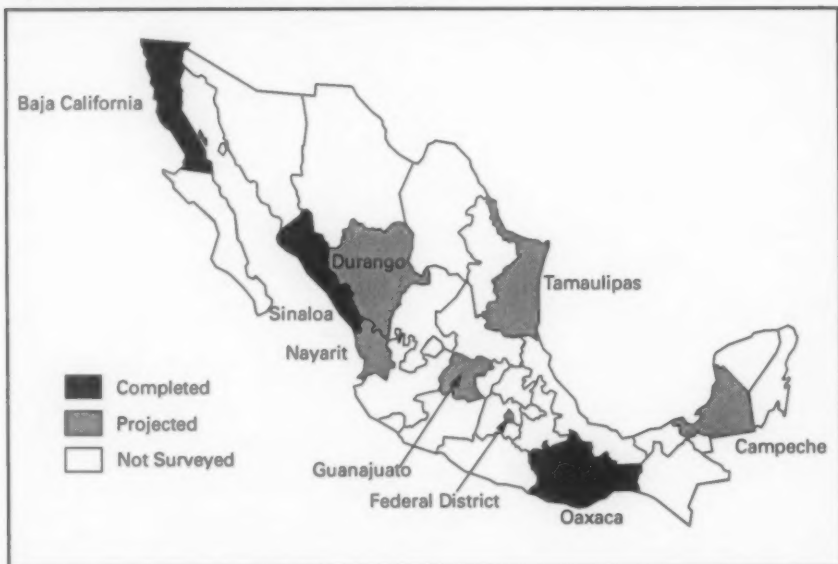 Baja California
Durango
Tamaulipas
Sinaloa
Nayarit
Completed
Projected
Not Surveyed
Campeche
Guanajuato
Federal District
Oaxaca